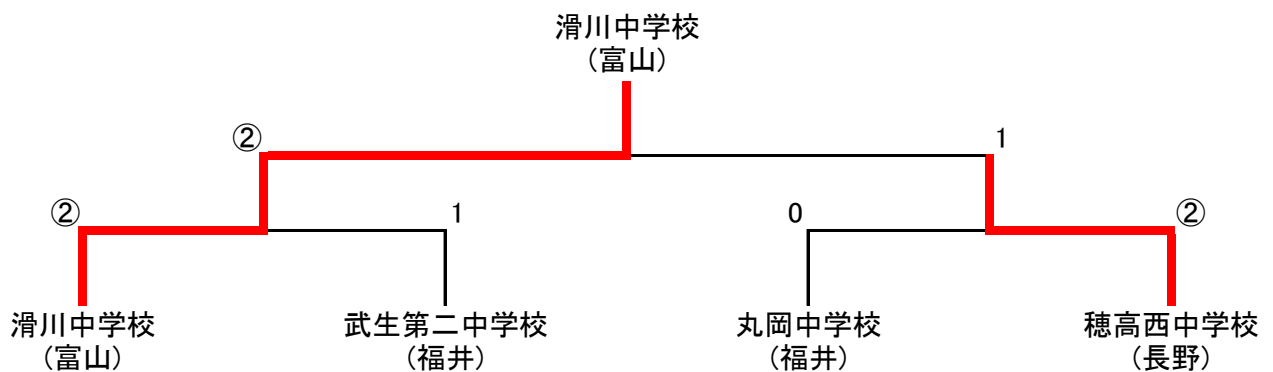 滑川中学校
(富山)
②
1
②
1
0
②
滑川中学校
(富山)
武生第二中学校
(福井)
丸岡中学校
(福井)
穂高西中学校
(長野)